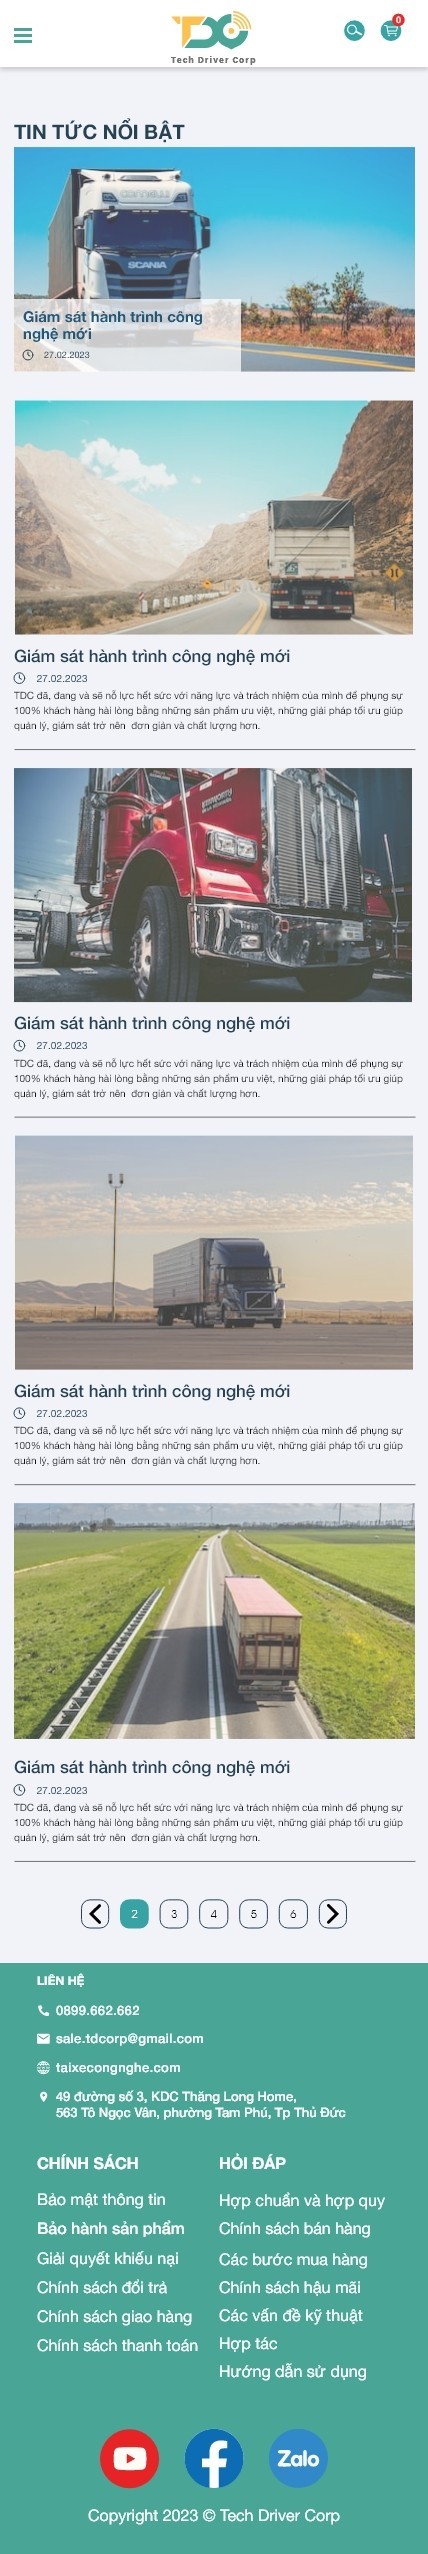 0
Tech Driver Corp
TIN TỨC NỔI BẬT
SCANIA
Giám sát hành trình công
nghệ mới
27.02.2023
Giám sát hành trình công nghệ mới
27.02.2023
TDC đã, đang và sẽ nỗ lực hết sức với năng lực và trách nhiệm của mình để phụng sự
100% khách hàng hài lòng bằng những sản phẩm ưu việt, những giải pháp tối ưu giúp
quản lý, giám sát trở nên  đơn giản và chất lượng hơn.
Giám sát hành trình công nghệ mới
27.02.2023
TDC đã, đang và sẽ nỗ lực hết sức với năng lực và trách nhiệm của mình để phụng sự
100% khách hàng hài lòng bằng những sản phẩm ưu việt, những giải pháp tối ưu giúp
quản lý, giám sát trở nên  đơn giản và chất lượng hơn.
Giám sát hành trình công nghệ mới
27.02.2023
TDC đã, đang và sẽ nỗ lực hết sức với năng lực và trách nhiệm của mình để phụng sự
100% khách hàng hài lòng bằng những sản phẩm ưu việt, những giải pháp tối ưu giúp
quản lý, giám sát trở nên  đơn giản và chất lượng hơn.
Giám sát hành trình công nghệ mới
27.02.2023
TDC đã, đang và sẽ nỗ lực hết sức với năng lực và trách nhiệm của mình để phụng sự
100% khách hàng hài lòng bằng những sản phẩm ưu việt, những giải pháp tối ưu giúp
quản lý, giám sát trở nên  đơn giản và chất lượng hơn.
2 3 4 5 6
LIÊN HỆ
0899.662.662
sale.tdcorp@gmail.com
taixecongnghe.com
49 đường số 3, KDC Thăng Long Home,
563 Tô Ngọc Vân, phường Tam Phú, Tp Thủ Đức
CHÍNH SÁCH
Bảo mật thông tin
Bảo hành sản phẩm
Giải quyết khiếu nại
Chính sách đổi trả
Chính sách giao hàng
Chính sách thanh toán
HỎI ĐÁP
Hợp chuẩn và hợp quy
Chính sách bán hàng
Các bước mua hàng
Chính sách hậu mãi
Các vấn đề kỹ thuật
Hợp tác
Hướng dẫn sử dụng
Zalo
Copyright 2023 © Tech Driver Corp